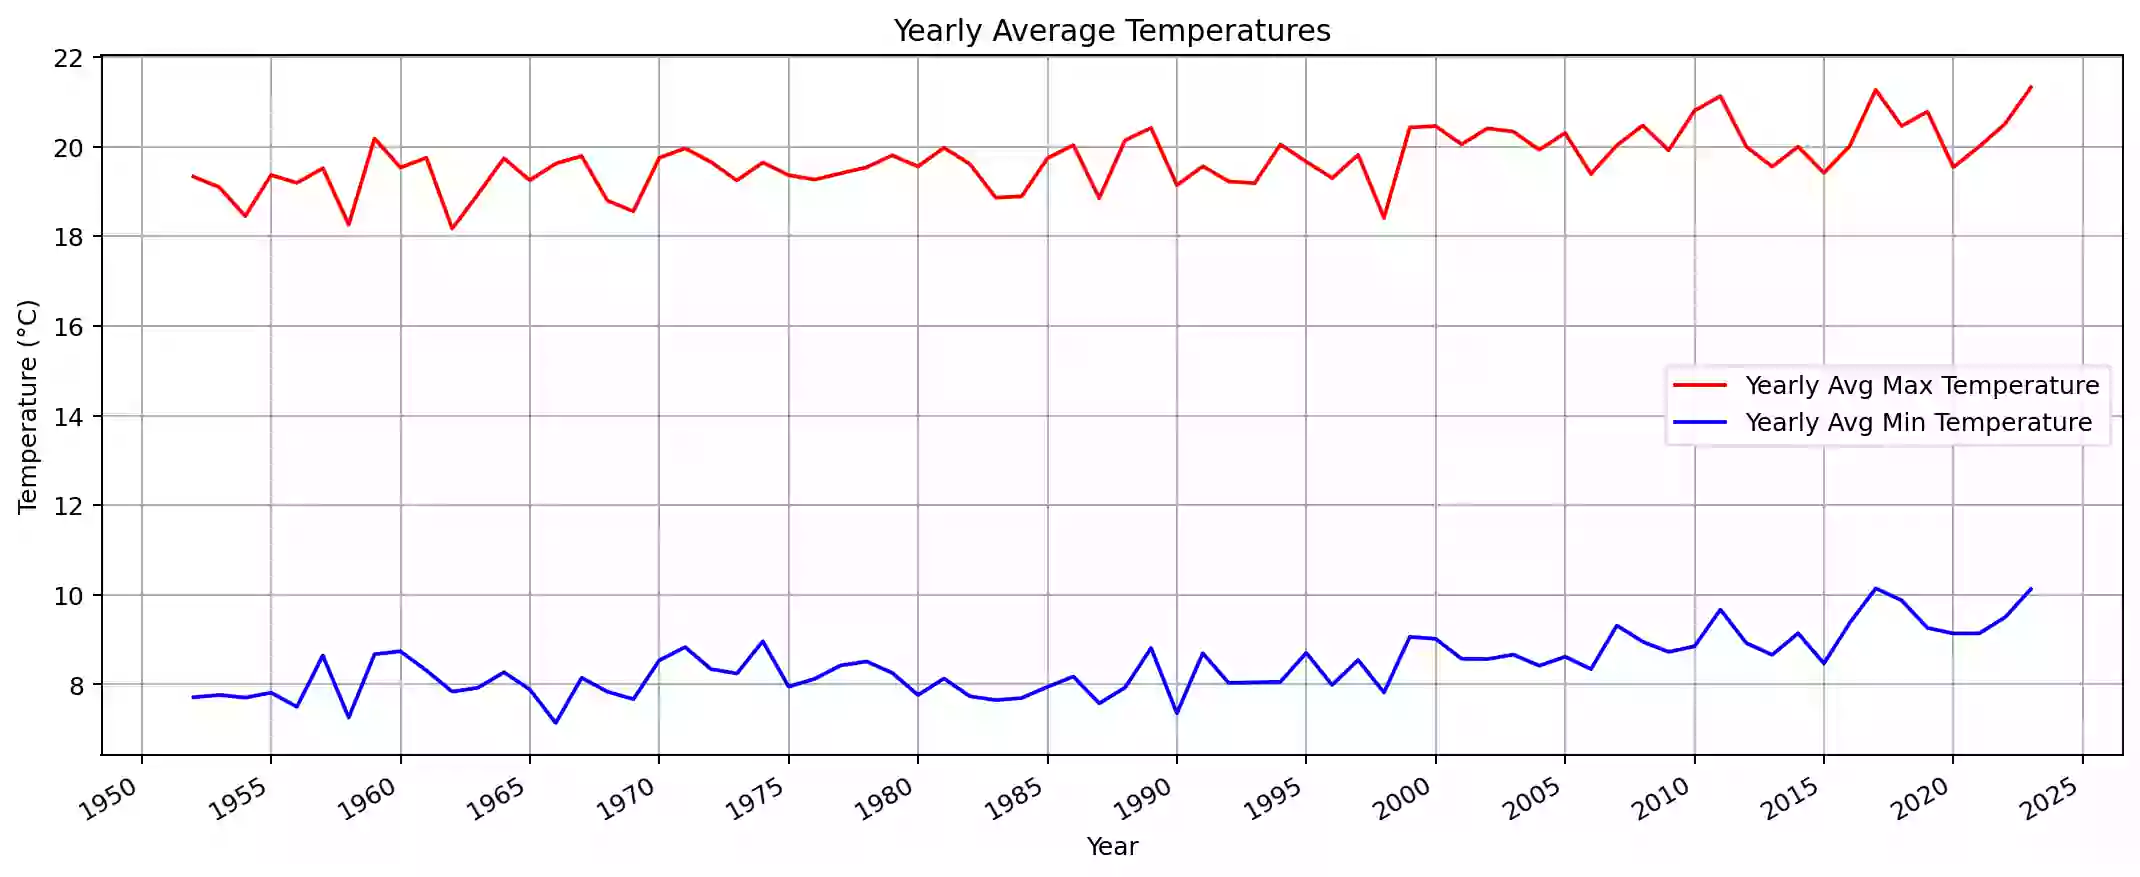 Yearly Average Temperatures
22
20
18
16
14
12
10
8
Temperature (°C)
Yearly Avg Max Temperature
Yearly Avg Min Temperature
1950 1955 1960 1965 1970 1975 1980 1985 1990 1995 2000 2005 2010 2015 2020 2025
Year